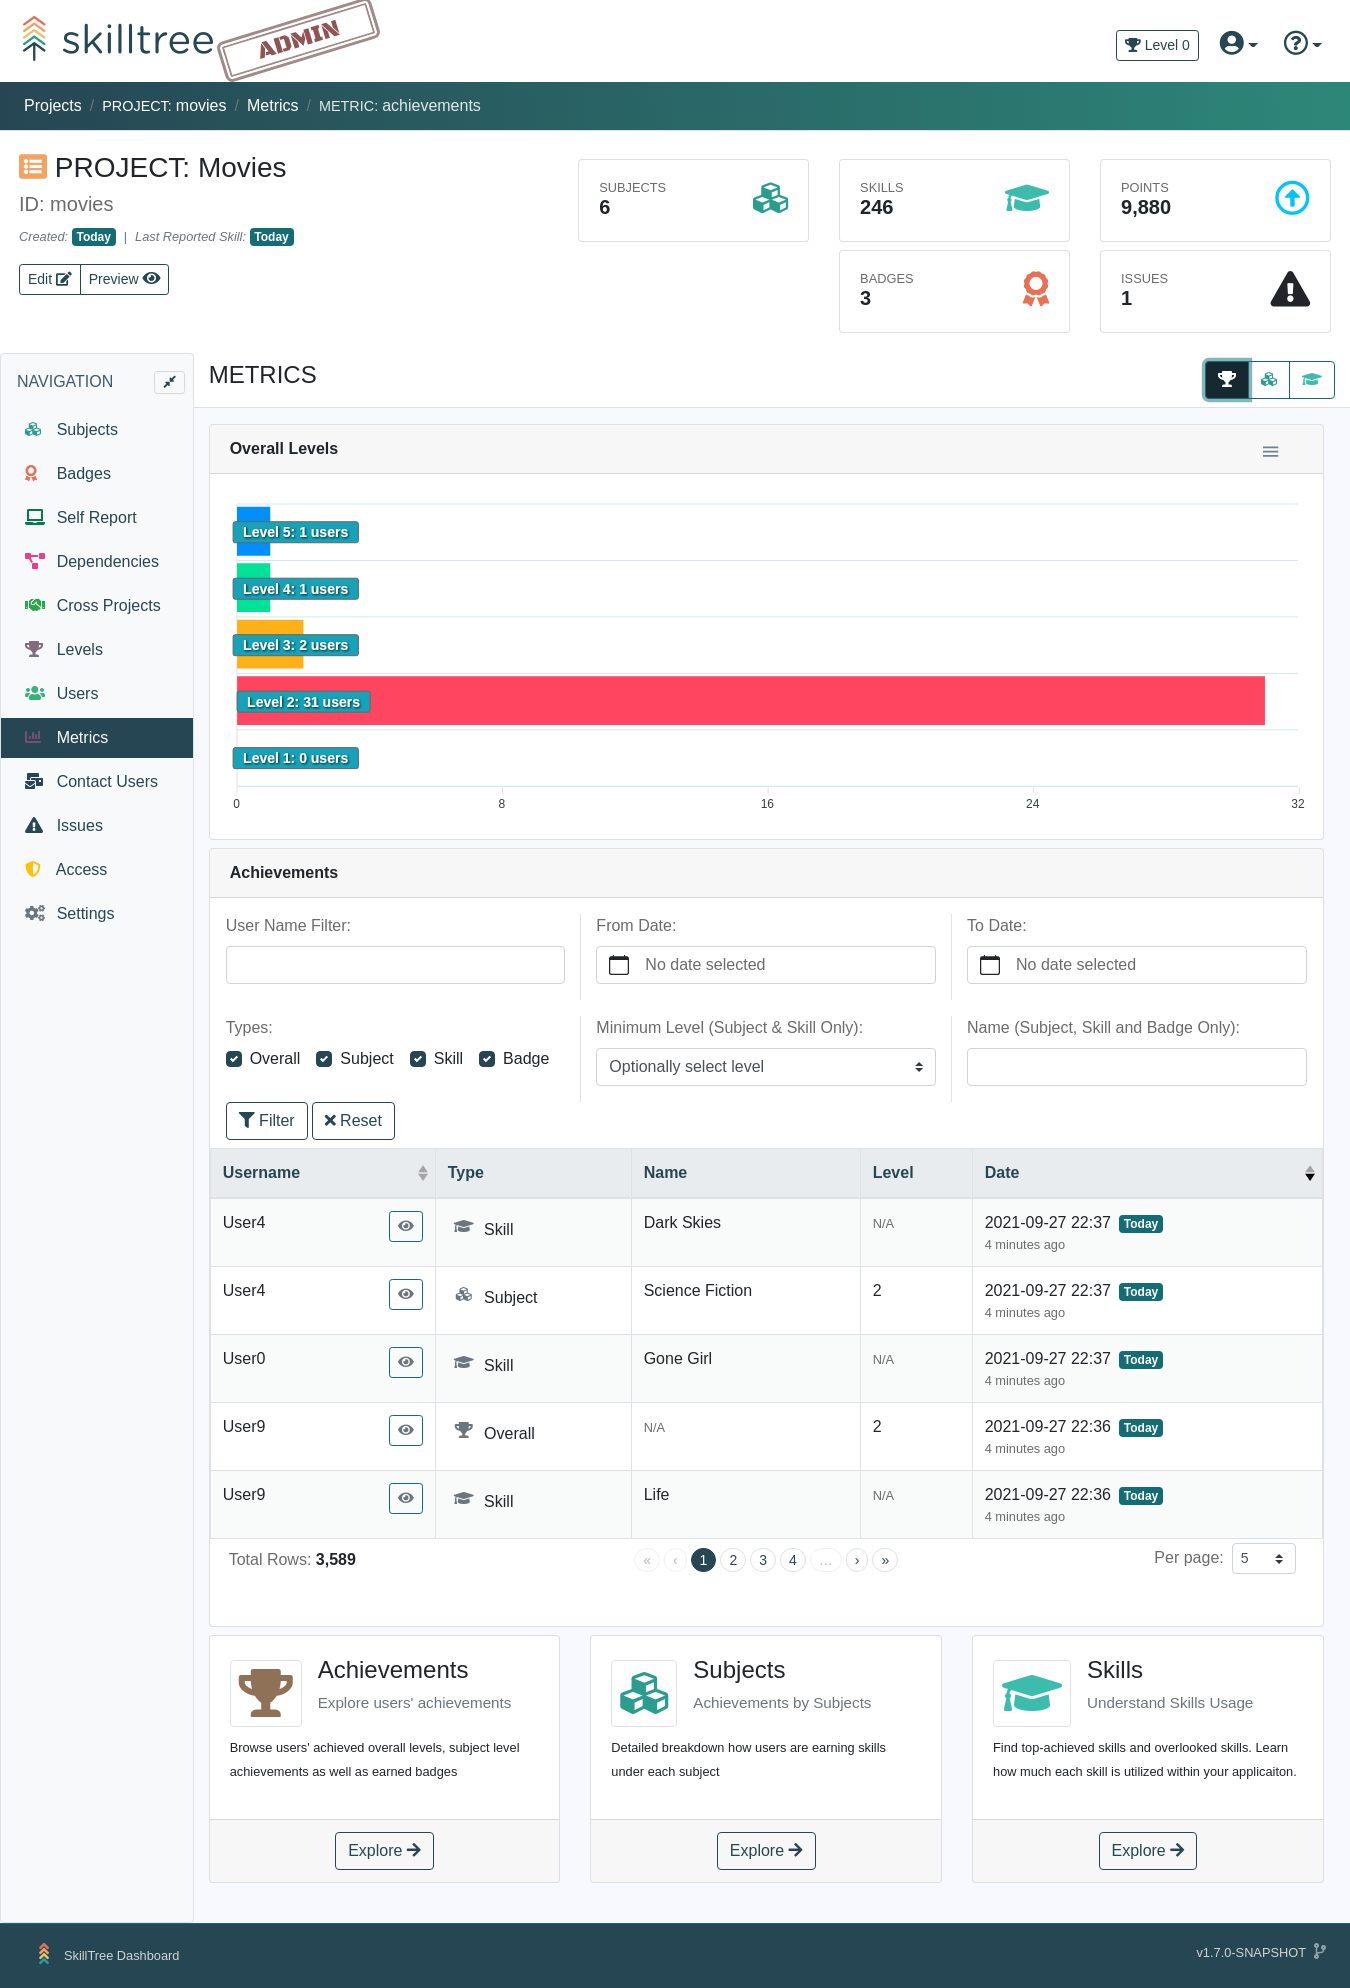 skilltree ADMIN
Level 0
Projects / PROJECT: movies / Metrics / METRIC: achievements
PROJECT: Movies
ID: movies
Created: Today | Last Reported Skill: Today
Edit Preview
SUBJECTS
6
SKILLS
246
POINTS
9,880
BADGES
3
ISSUES
1
NAVIGATION
Subjects
Badges
Self Report
Dependencies
Cross Projects
Levels
Users
Metrics
Contact Users
Issues
Access
Settings
METRICS
Overall Levels
Level 5: 1 users
Level 4: 1 users
Level 3: 2 users
Level 2: 31 users
Level 1: 0 users
0 8 16 24 32
Achievements
User Name Filter: From Date: To Date:
No date selected No date selected
Types: Minimum Level (Subject & Skill Only): Name (Subject, Skill and Badge Only):
Overall Subject Skill Badge Optionally select level
Filter Reset
Username Type Name Level Date
User4 Skill Dark Skies N/A 2021-09-27 22:37 Today
4 minutes ago
User4 Subject Science Fiction 2 2021-09-27 22:37 Today
4 minutes ago
User0 Skill Gone Girl N/A 2021-09-27 22:37 Today
4 minutes ago
User9 Overall N/A 2 2021-09-27 22:36 Today
4 minutes ago
User9 Skill Life N/A 2021-09-27 22:36 Today
4 minutes ago
Total Rows: 3,589 « ‹ 1 2 3 4 … › » Per page: 5
Achievements
Explore users' achievements
Browse users' achieved overall levels, subject level
achievements as well as earned badges
Explore
Subjects
Achievements by Subjects
Detailed breakdown how users are earning skills
under each subject
Explore
Skills
Understand Skills Usage
Find top-achieved skills and overlooked skills. Learn
how much each skill is utilized within your applicaiton.
Explore
SkillTree Dashboard v1.7.0-SNAPSHOT